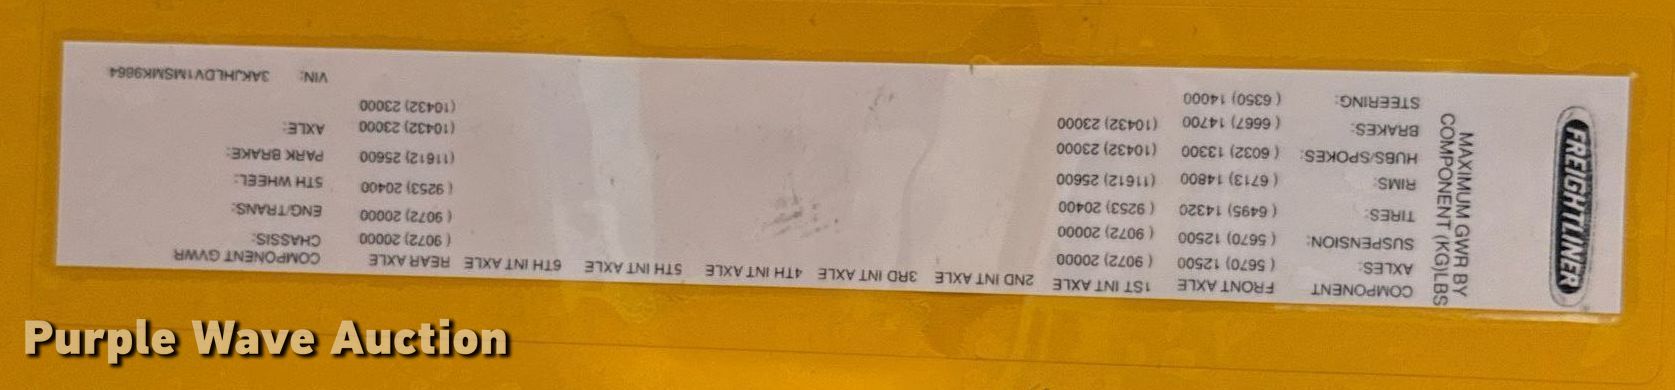 FREIGHTLINER
MAXIMUM GWR BY
COMPONENT (KG)LBS
COMPONENT FRONT AXLE 1ST INT AXLE 2ND INT AXLE 3RD INT AXLE 4TH INT AXLE 5TH INT AXLE 6TH INT AXLE REAR AXLE COMPONENT GVWR
AXLES: ( 5670) 12500 ( 9072) 20000 ( 9072) 20000 CHASSIS:
SUSPENSION: ( 5670) 12500 ( 9072) 20000 ( 9072) 20000 ENG/TRANS:
TIRES: ( 6495) 14320 ( 9253) 20400 ( 9253) 20400 5TH WHEEL:
RIMS: ( 6713) 14800 (11612) 25600 (11612) 25600 PARK BRAKE:
HUBS/SPOKES: ( 6032) 13300 (10432) 23000 (10432) 23000 AXLE:
BRAKES: ( 6667) 14700 (10432) 23000 (10432) 23000
STEERING: ( 6350) 14000 VIN: 3AKJHLDV1MSMK9864
Purple Wave Auction